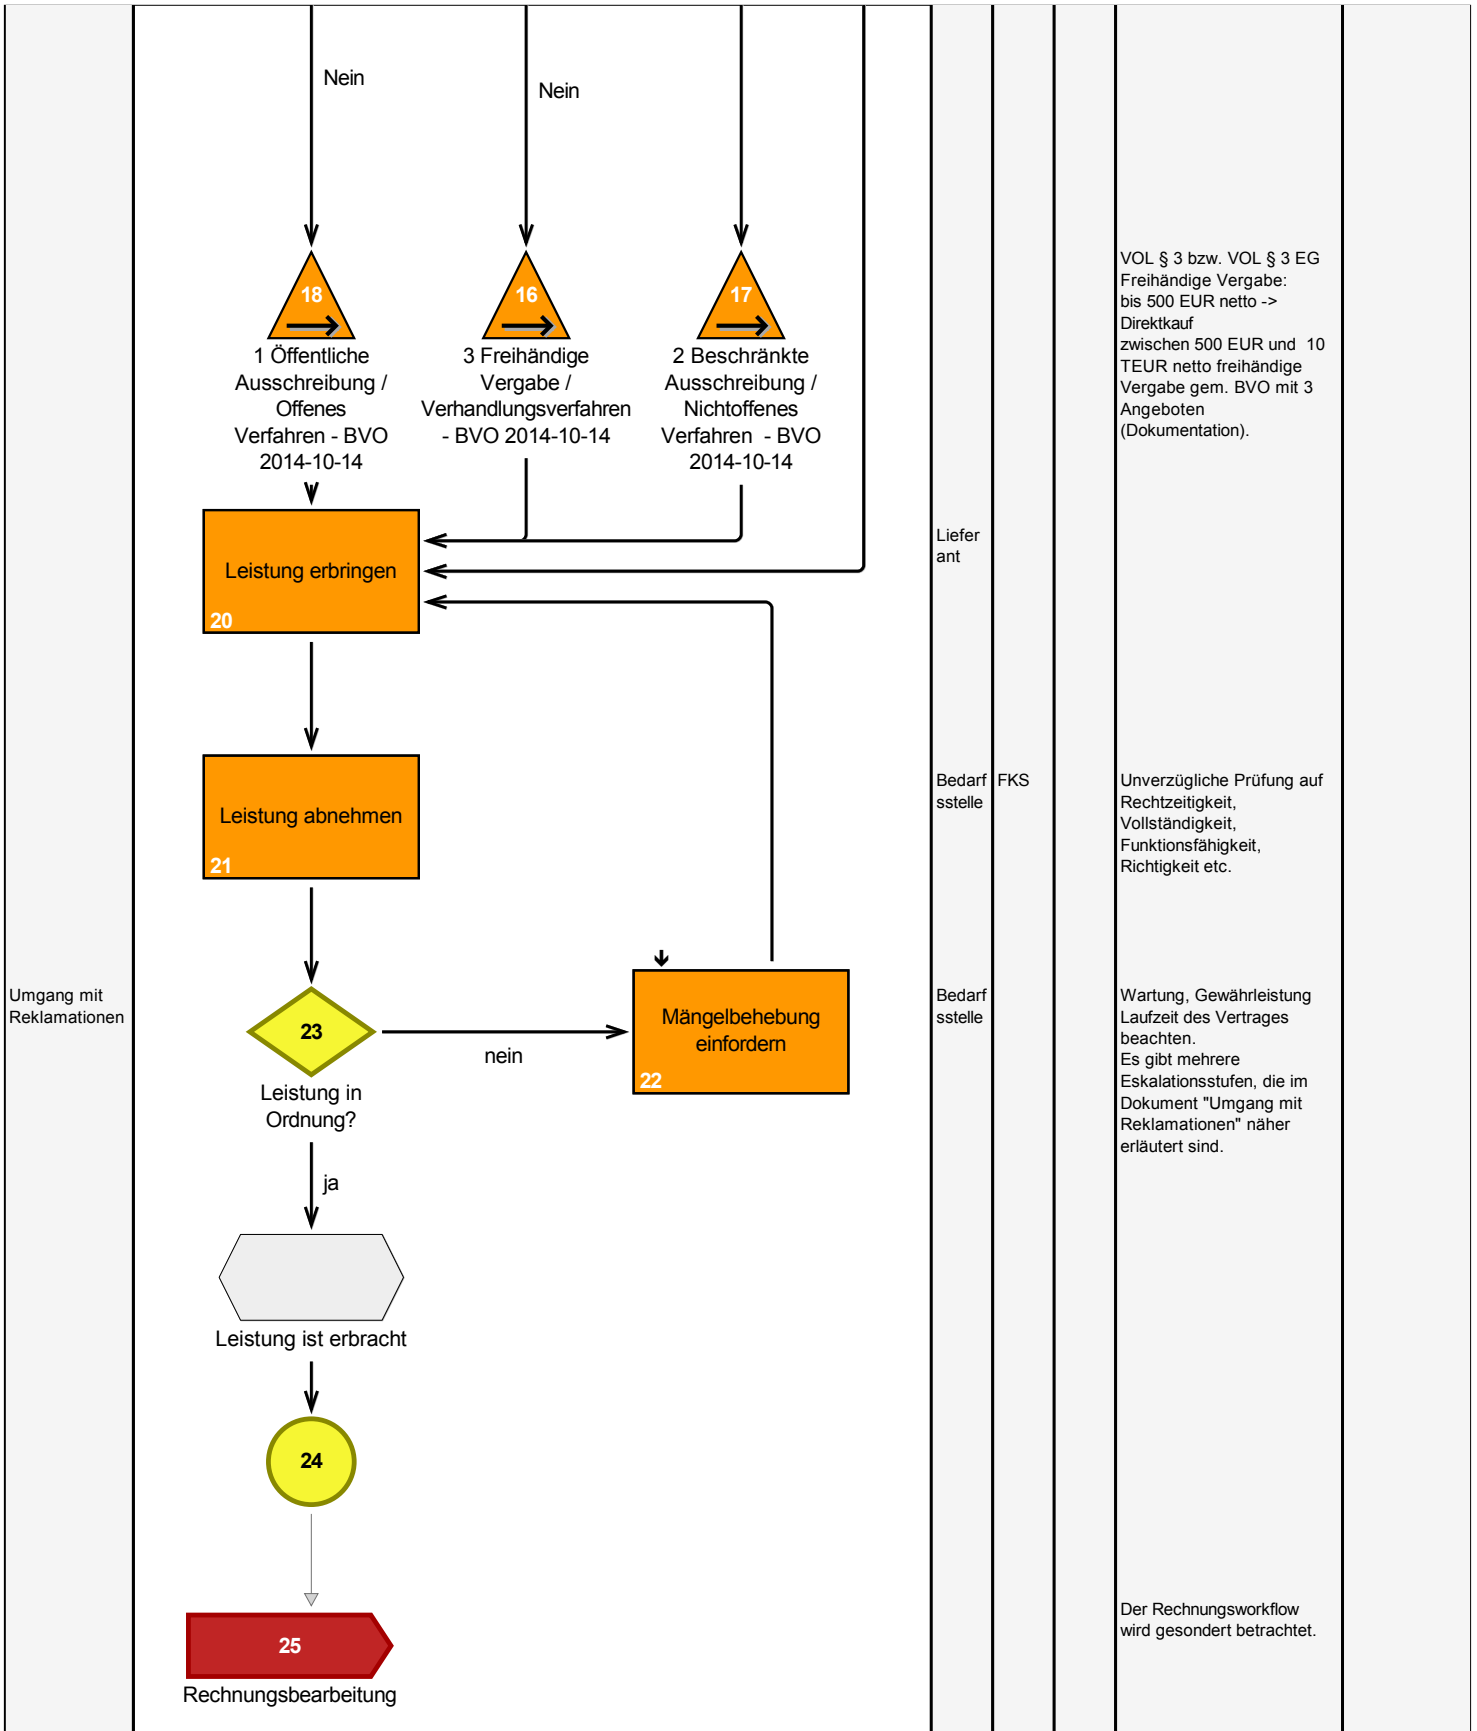 Nein
Nein
18
16
17
1 Öffentliche
Ausschreibung /
Offenes
Verfahren - BVO
2014-10-14
3 Freihändige
Vergabe /
Verhandlungsverfahren
- BVO 2014-10-14
2 Beschränkte
Ausschreibung /
Nichtoffenes
Verfahren - BVO
2014-10-14
VOL § 3 bzw. VOL § 3 EG
Freihändige Vergabe:
bis 500 EUR netto ->
Direktkauf
zwischen 500 EUR und 10
TEUR netto freihändige
Vergabe gem. BVO mit 3
Angeboten
(Dokumentation).
Leistung erbringen
20
Liefer
ant
Leistung abnehmen
21
Bedarf
sstelle
FKS
Unverzügliche Prüfung auf
Rechtzeitigkeit,
Vollständigkeit,
Funktionsfähigkeit,
Richtigkeit etc.
Umgang mit
Reklamationen
23
Leistung in
Ordnung?
nein
Mängelbehebung
einfordern
22
Bedarf
sstelle
Wartung, Gewährleistung
Laufzeit des Vertrages
beachten.
Es gibt mehrere
Eskalationsstufen, die im
Dokument "Umgang mit
Reklamationen" näher
erläutert sind.
ja
Leistung ist erbracht
24
25
Rechnungsbearbeitung
Der Rechnungsworkflow
wird gesondert betrachtet.